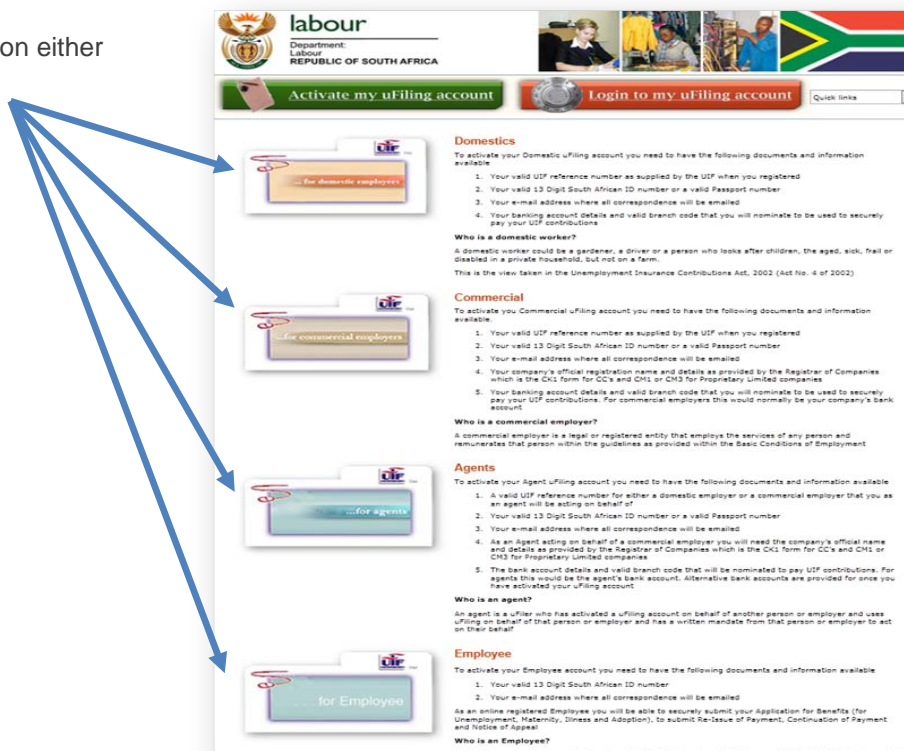 on either
labour
Department:
Labour
REPUBLIC OF SOUTH AFRICA
Activate my uFiling account
Login to my uFiling account
Quick links
UIF
... for domestic employers
Domestics
To activate your Domestic uFiling account you need to have the following documents and information
available
1. Your valid UIF reference number as supplied by the UIF when you registered
2. Your valid 13 Digit South African ID number or a valid Passport number
3. Your e-mail address where all correspondence will be emailed
4. Your banking account details and valid branch code that you will nominate to be used to securely
pay your UIF contributions
Who is a domestic worker?
A domestic worker could be a gardener, a driver or a person who looks after children, the aged, sick, frail or
disabled in a private household, but not on a farm.
This is the view taken in the Unemployment Insurance Contributions Act, 2002 (Act No. 4 of 2002)
UIF
...for commercial employers
Commercial
To activate you Commercial uFiling account you need to have the following documents and information
available.
1. Your valid UIF reference number as supplied by the UIF when you registered
2. Your valid 13 Digit South African ID number or a valid Passport number
3. Your e-mail address where all correspondence will be emailed
4. Your company's official registration name and details as provided by the Registrar of Companies
which is the CK1 form for CC's and CM1 or CM3 for Proprietary Limited companies
5. Your banking account details and valid branch code that you will nominate to be used to securely
pay your UIF contributions. For commercial employers this would normally be your company's bank
account
Who is a commercial employer?
A commercial employer is a legal or registered entity that employs the services of any person and
remunerates that person within the guidelines as provided within the Basic Conditions of Employment
UIF
...for agents
Agents
To activate your Agent uFiling account you need to have the following documents and information available
1. A valid UIF reference number for either a domestic employer or a commercial employer that you as
an agent will be acting on behalf of
2. Your valid 13 Digit South African ID number or a valid Passport number
3. Your e-mail address where all correspondence will be emailed
4. As an Agent acting on behalf of a commercial employer you will need the company's official name
and details as provided by the Registrar of Companies which is the CK1 form for CC's and CM1 or
CM3 for Proprietary Limited companies
5. The bank account details and valid branch code that will be nominated to pay UIF contributions. For
agents this would be the agent's bank account. Alternative bank accounts are provided for once you
have activated your uFiling account
Who is an agent?
An agent is a uFiler who has activated a uFiling account on behalf of another person or employer and uses
uFiling on behalf of that person or employer and has a written mandate from that person or employer to act
on their behalf
UIF
... for Employee
Employee
To activate your Employee account you need to have the following documents and information available
1. Your valid 13 Digit South African ID number
2. Your e-mail address where all correspondence will be emailed
As an online registered Employee you will be able to securely submit your Application for Benefits (for
Unemployment, Maternity, Illness and Adoption), to submit Re-Issue of Payment, Continuation of Payment
and Notice of Appeal
Who is an Employee?